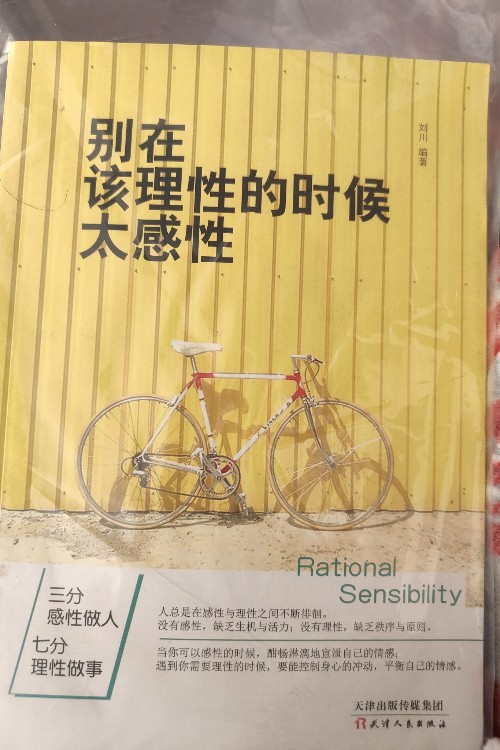 别在
该理性的时候
太感性
刘川 编著
Rational
Sensibility
三分
感性做人
七分
理性做事
人总是在感性与理性之间不断徘徊。
没有感性，缺乏生机与活力；没有理性，缺乏秩序与原则。
当你可以感性的时候，酣畅淋漓地宣泄自己的情感；
遇到你需要理性的时候，要能控制身心的冲动，平衡自己的情感。
天津出版传媒集团
天津人民出版社